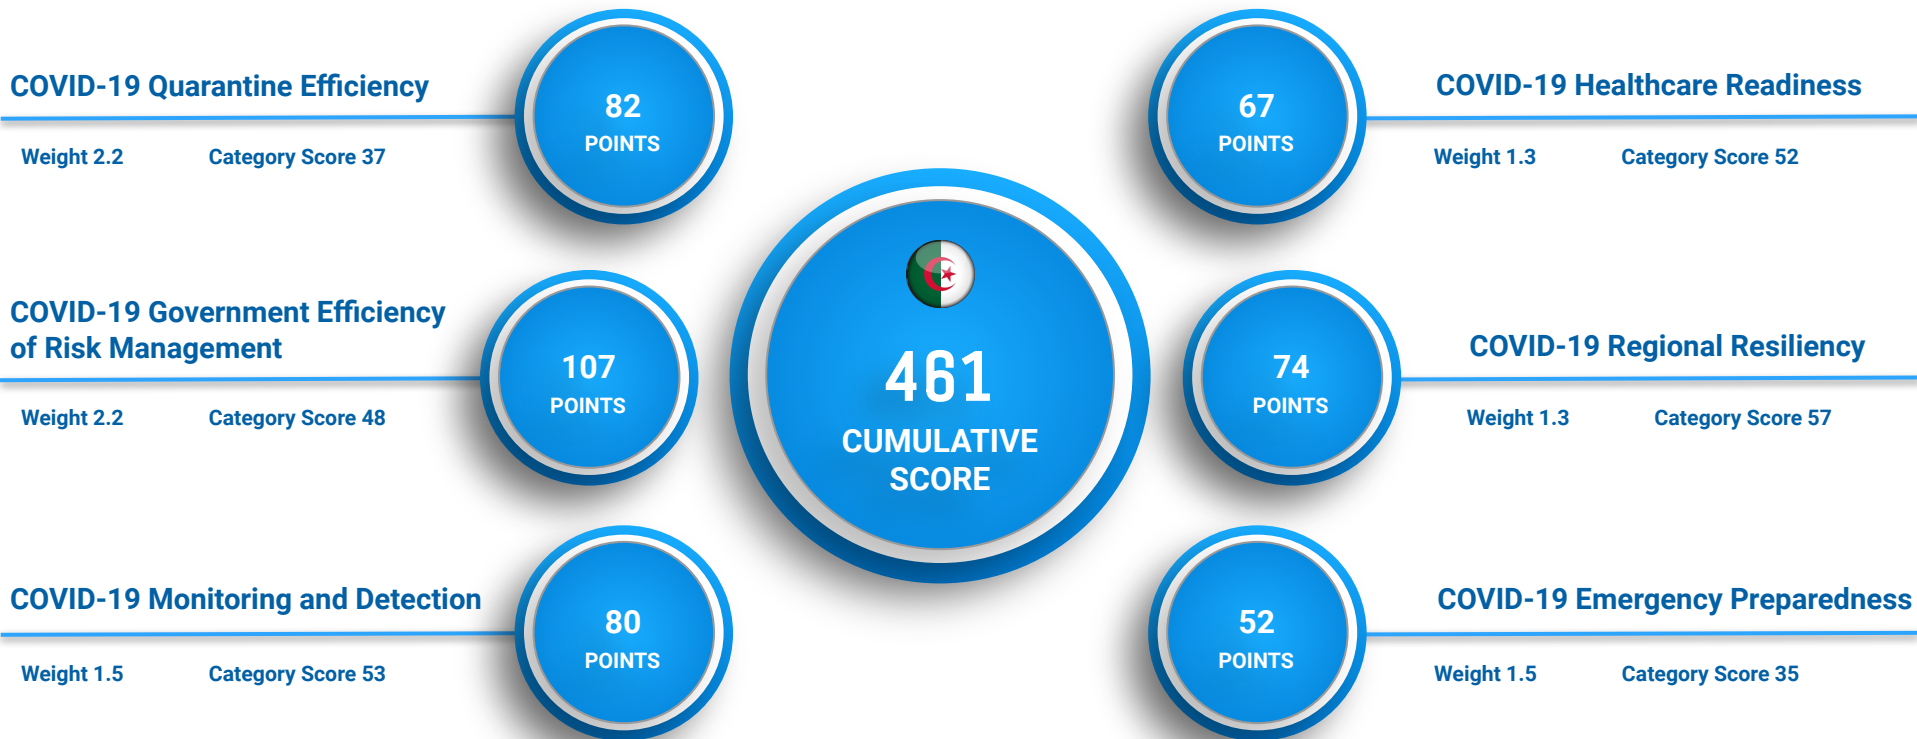 COVID-19 Quarantine Efficiency
Weight 2.2 Category Score 37
82
POINTS
COVID-19 Government Efficiency
of Risk Management
Weight 2.2 Category Score 48
107
POINTS
COVID-19 Monitoring and Detection
Weight 1.5 Category Score 53
80
POINTS
461
CUMULATIVE
SCORE
67
POINTS
COVID-19 Healthcare Readiness
Weight 1.3 Category Score 52
74
POINTS
COVID-19 Regional Resiliency
Weight 1.3 Category Score 57
52
POINTS
COVID-19 Emergency Preparedness
Weight 1.5 Category Score 35